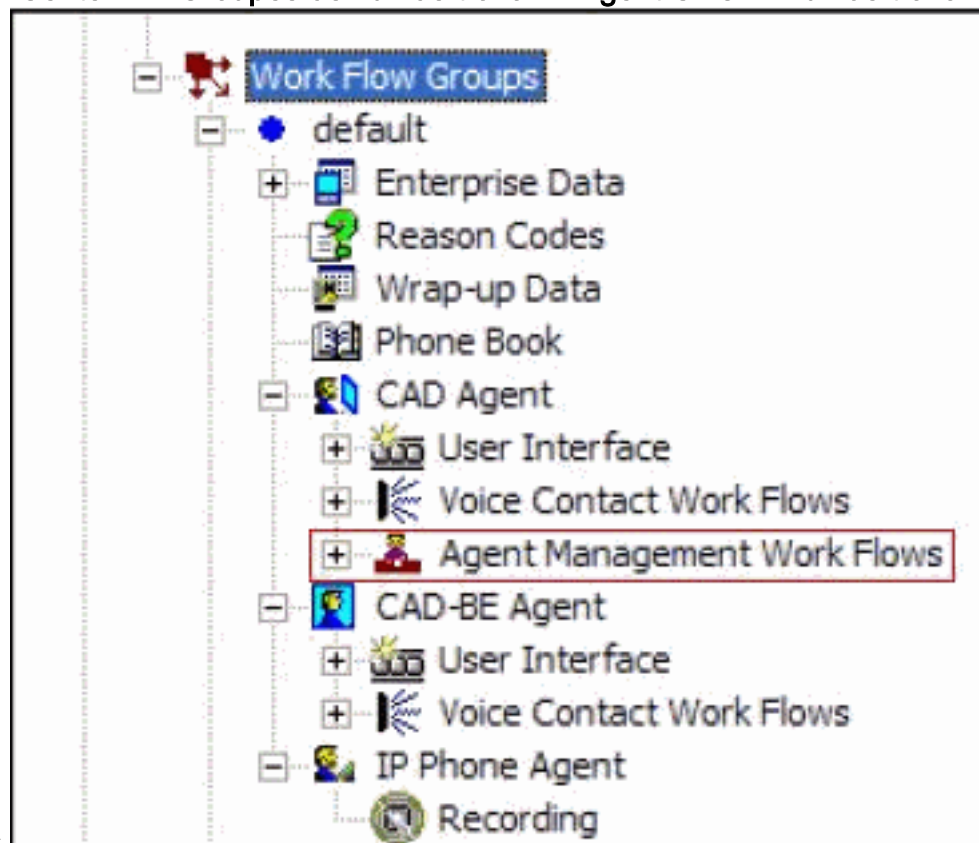 Work Flow Groups
default
Enterprise Data
Reason Codes
Wrap-up Data
Phone Book
CAD Agent
User Interface
Voice Contact Work Flows
Agent Management Work Flows
CAD-BE Agent
User Interface
Voice Contact Work Flows
IP Phone Agent
Recording